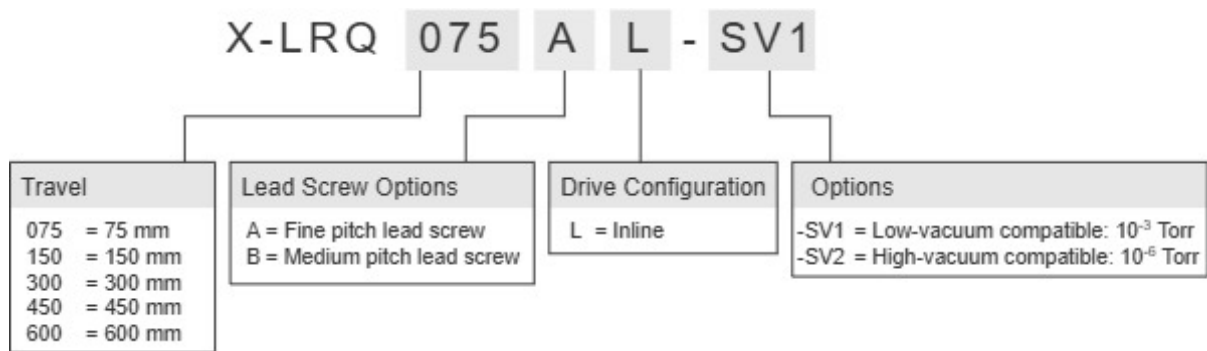 X-LRQ 075 A L - SV1
Travel
075 = 75 mm
150 = 150 mm
300 = 300 mm
450 = 450 mm
600 = 600 mm
Lead Screw Options
A = Fine pitch lead screw
B = Medium pitch lead screw
Drive Configuration
L = Inline
Options
-SV1 = Low-vacuum compatible: 10⁻³ Torr
-SV2 = High-vacuum compatible: 10⁻⁶ Torr